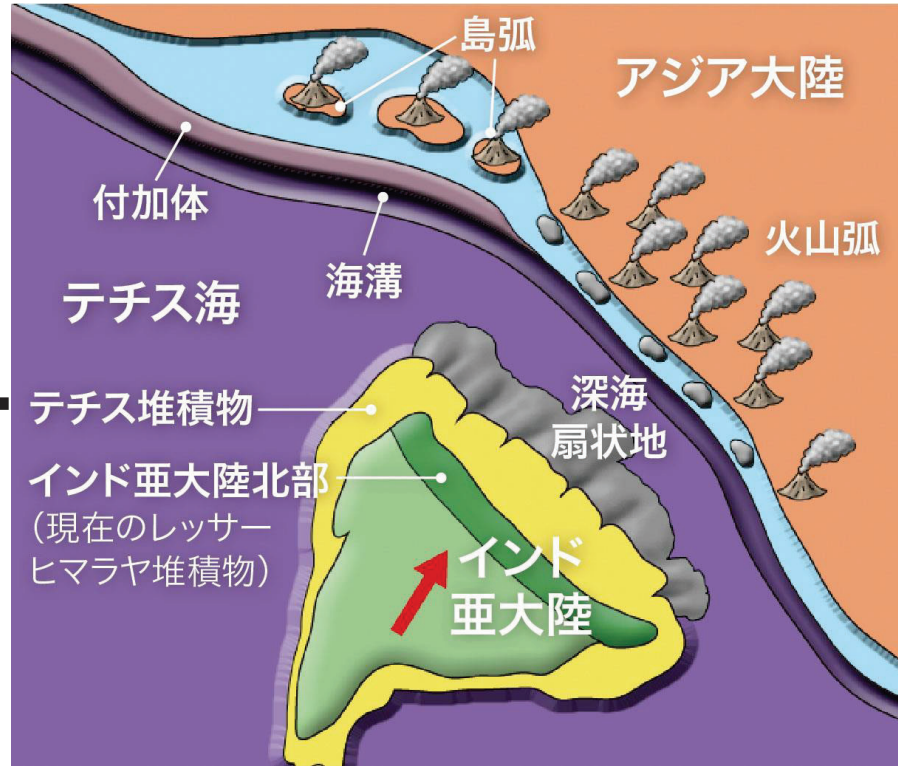 島弧
アジア大陸
付加体
海溝
火山弧
テチス海
テチス堆積物
深海
扇状地
インド亜大陸北部
(現在のレッサー
ヒマラヤ堆積物)
インド
亜大陸